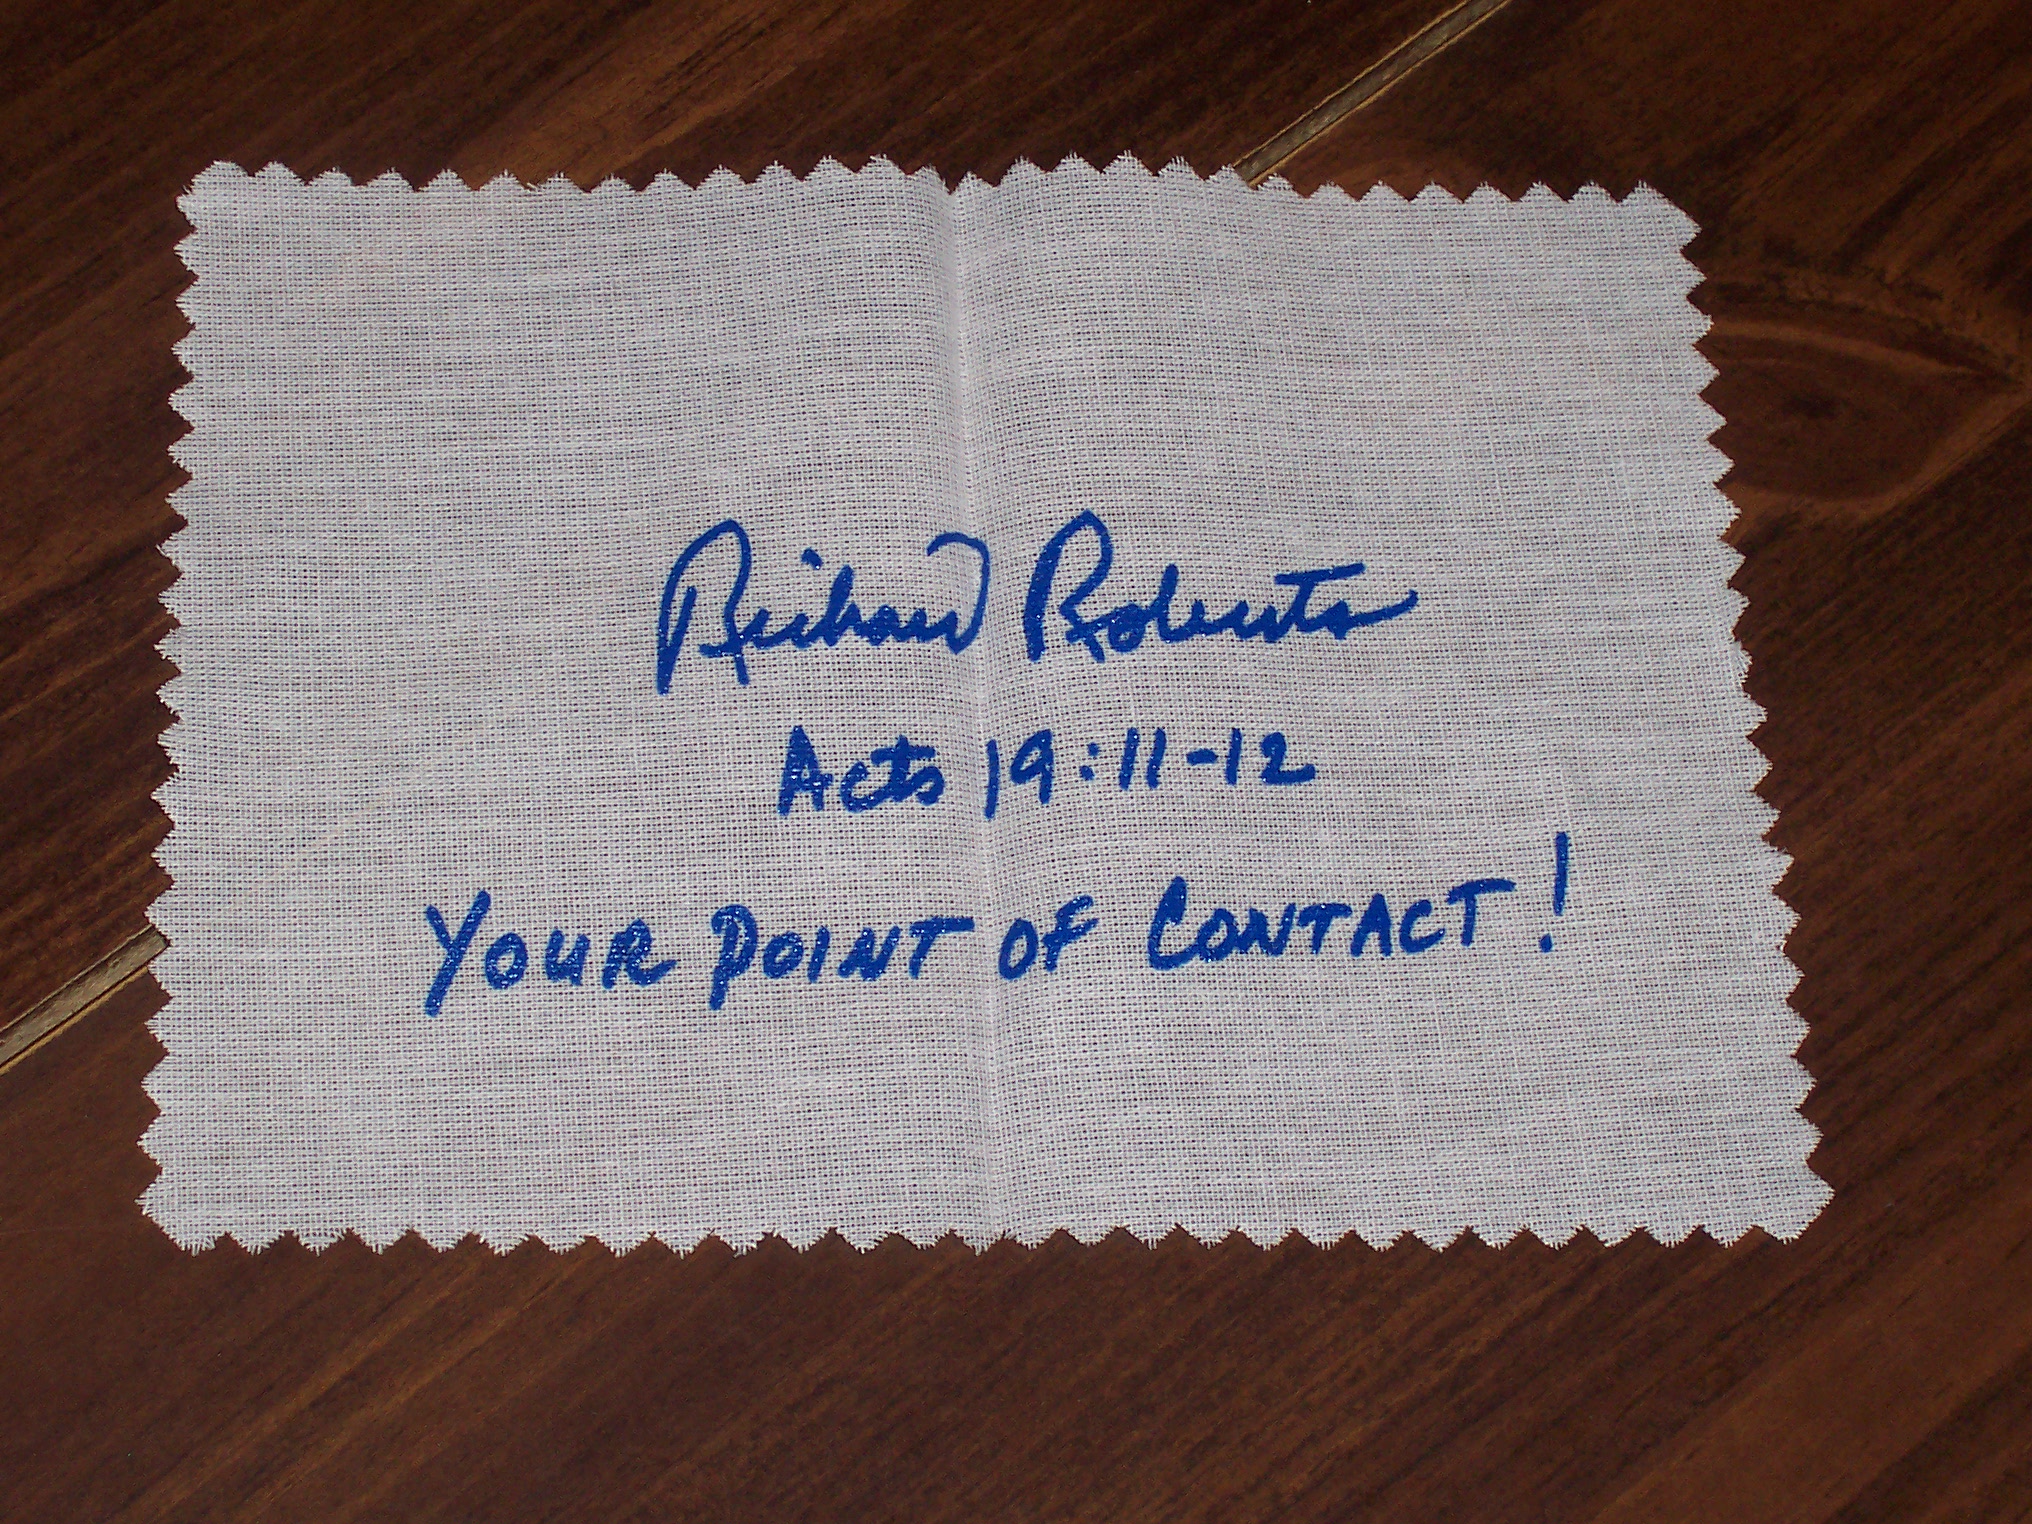 Richard Roberts
Acts 19:11-12
YOUR POINT OF CONTACT!